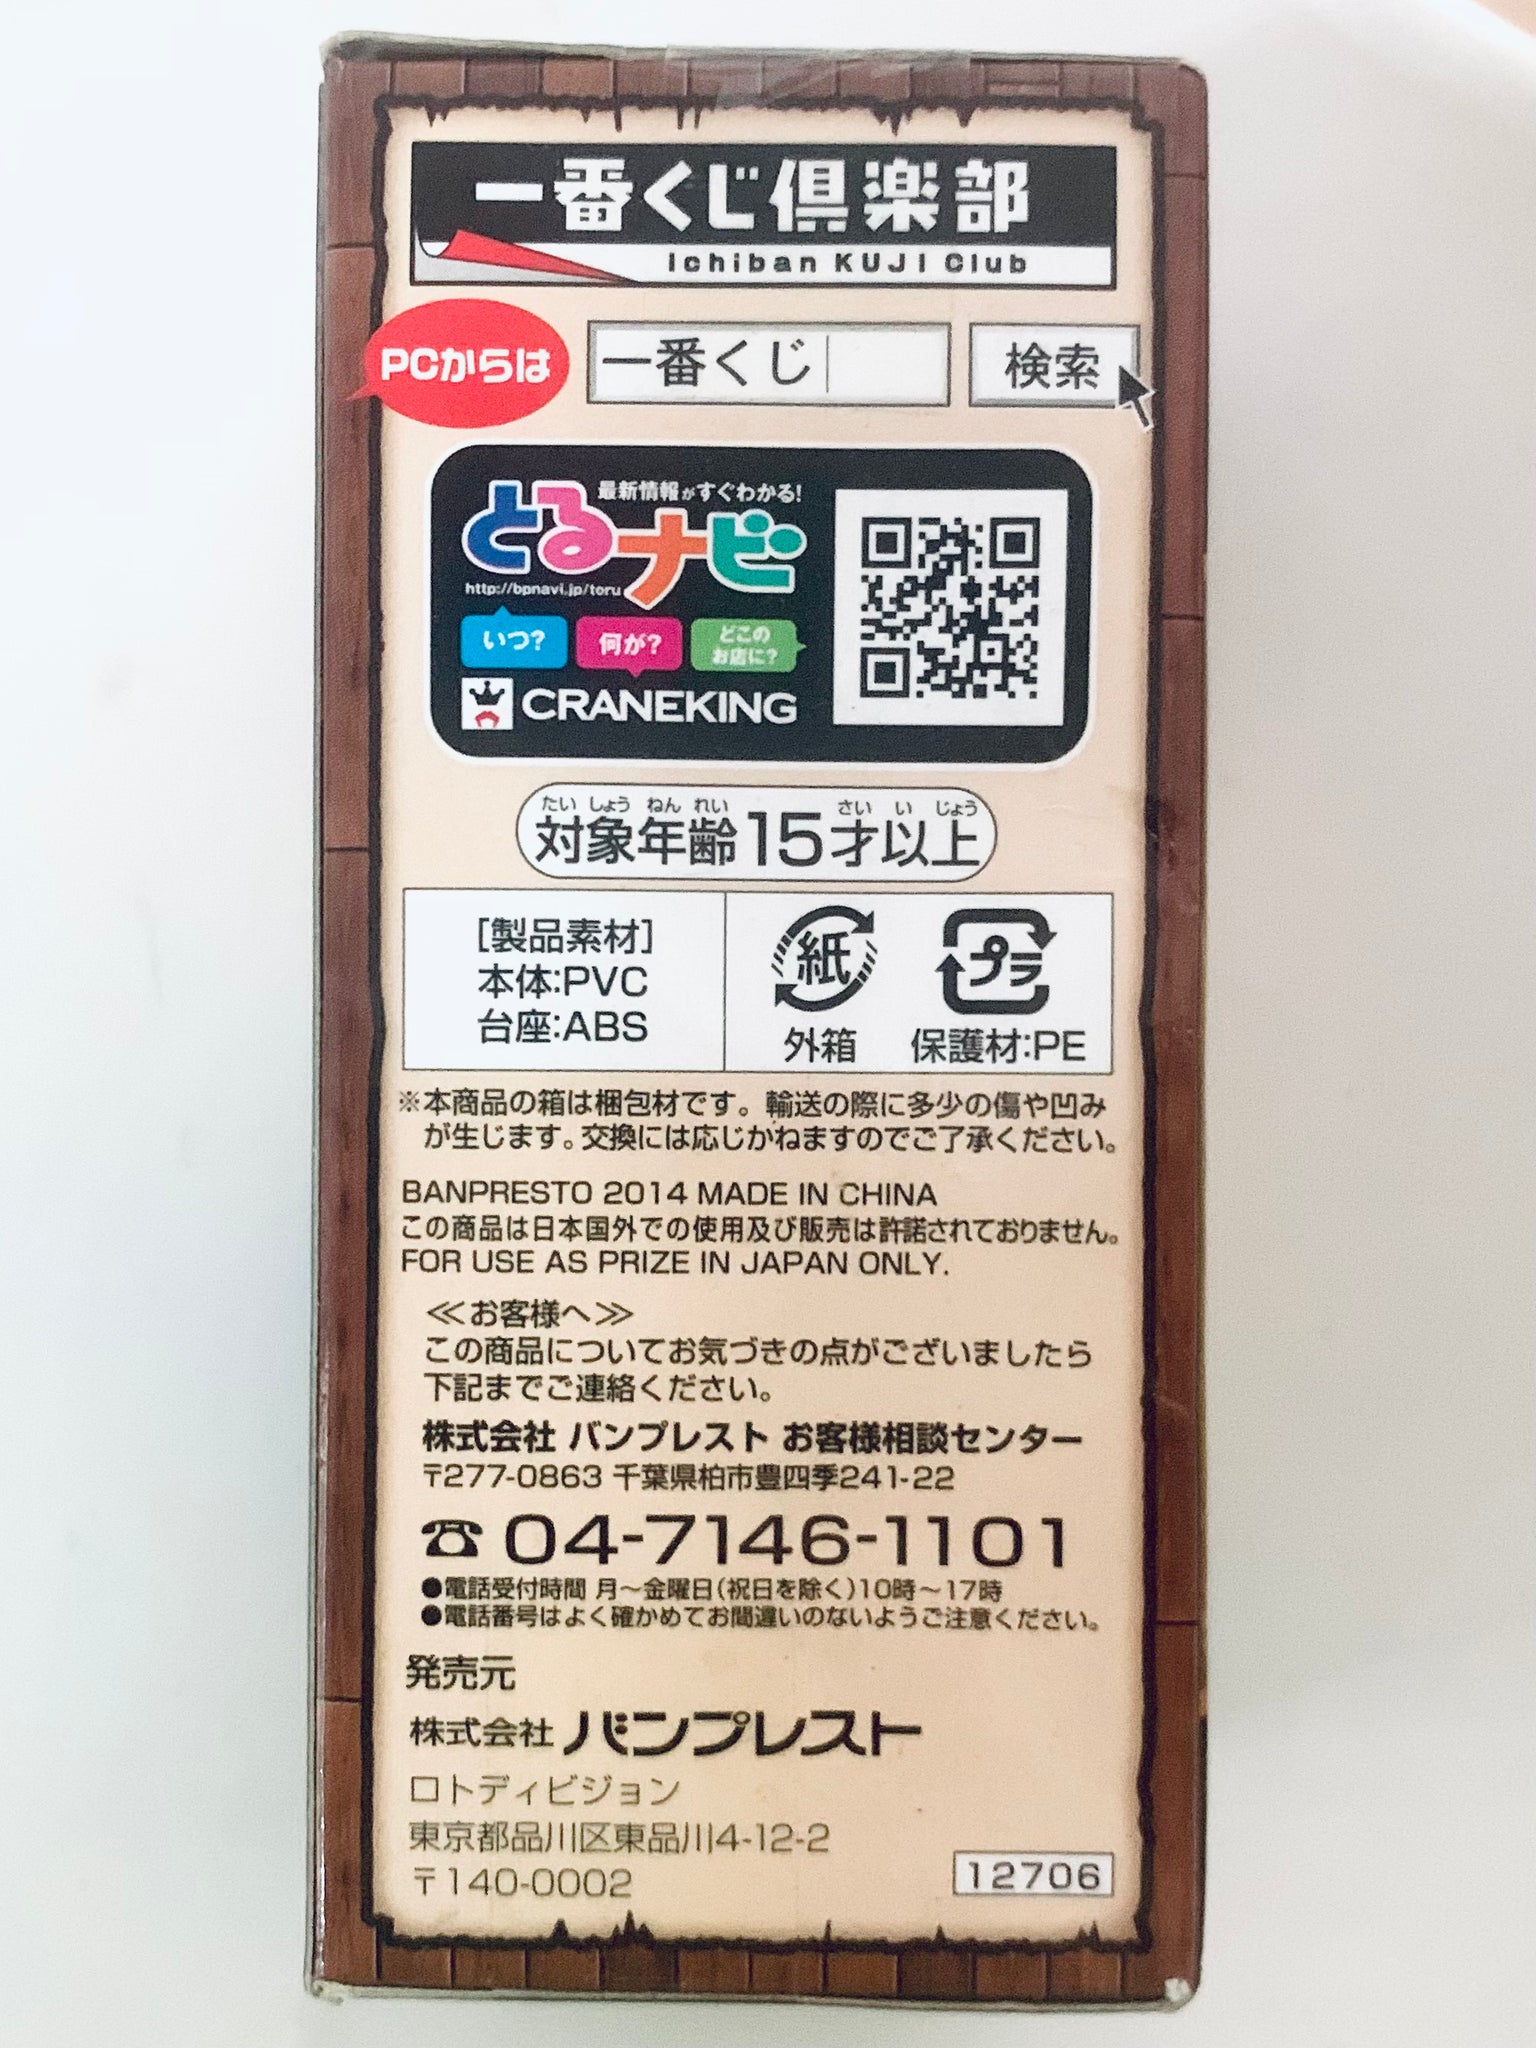 一番くじ倶楽部
Ichiban KUJI Club
PCからは
一番くじ
検索
最新情報がすぐわかる!
とるナビ
http://bpnavi.jp/toru
いつ?
何が?
どこの
お店に?
CRANEKING
たい しょう ねん れい さい い じょう
対象年齢15才以上
[製品素材]
本体:PVC
台座:ABS
紙
外箱
プラ
保護材:PE
※本商品の箱は梱包材です。輸送の際に多少の傷や凹み
が生じます。交換には応じかねますのでご了承ください。
BANPRESTO 2014 MADE IN CHINA
この商品は日本国外での使用及び販売は許諾されておりません。
FOR USE AS PRIZE IN JAPAN ONLY.
≪お客様へ≫
この商品についてお気づきの点がございましたら
下記までご連絡ください。
株式会社 バンプレスト お客様相談センター
〒277-0863 千葉県柏市豊四季241-22
☎04-7146-1101
●電話受付時間 月～金曜日(祝日を除く)10時～17時
●電話番号はよく確かめてお間違いのないようご注意ください。
発売元
株式会社 バンプレスト
ロトディビジョン
東京都品川区東品川4-12-2
〒140-0002
12706